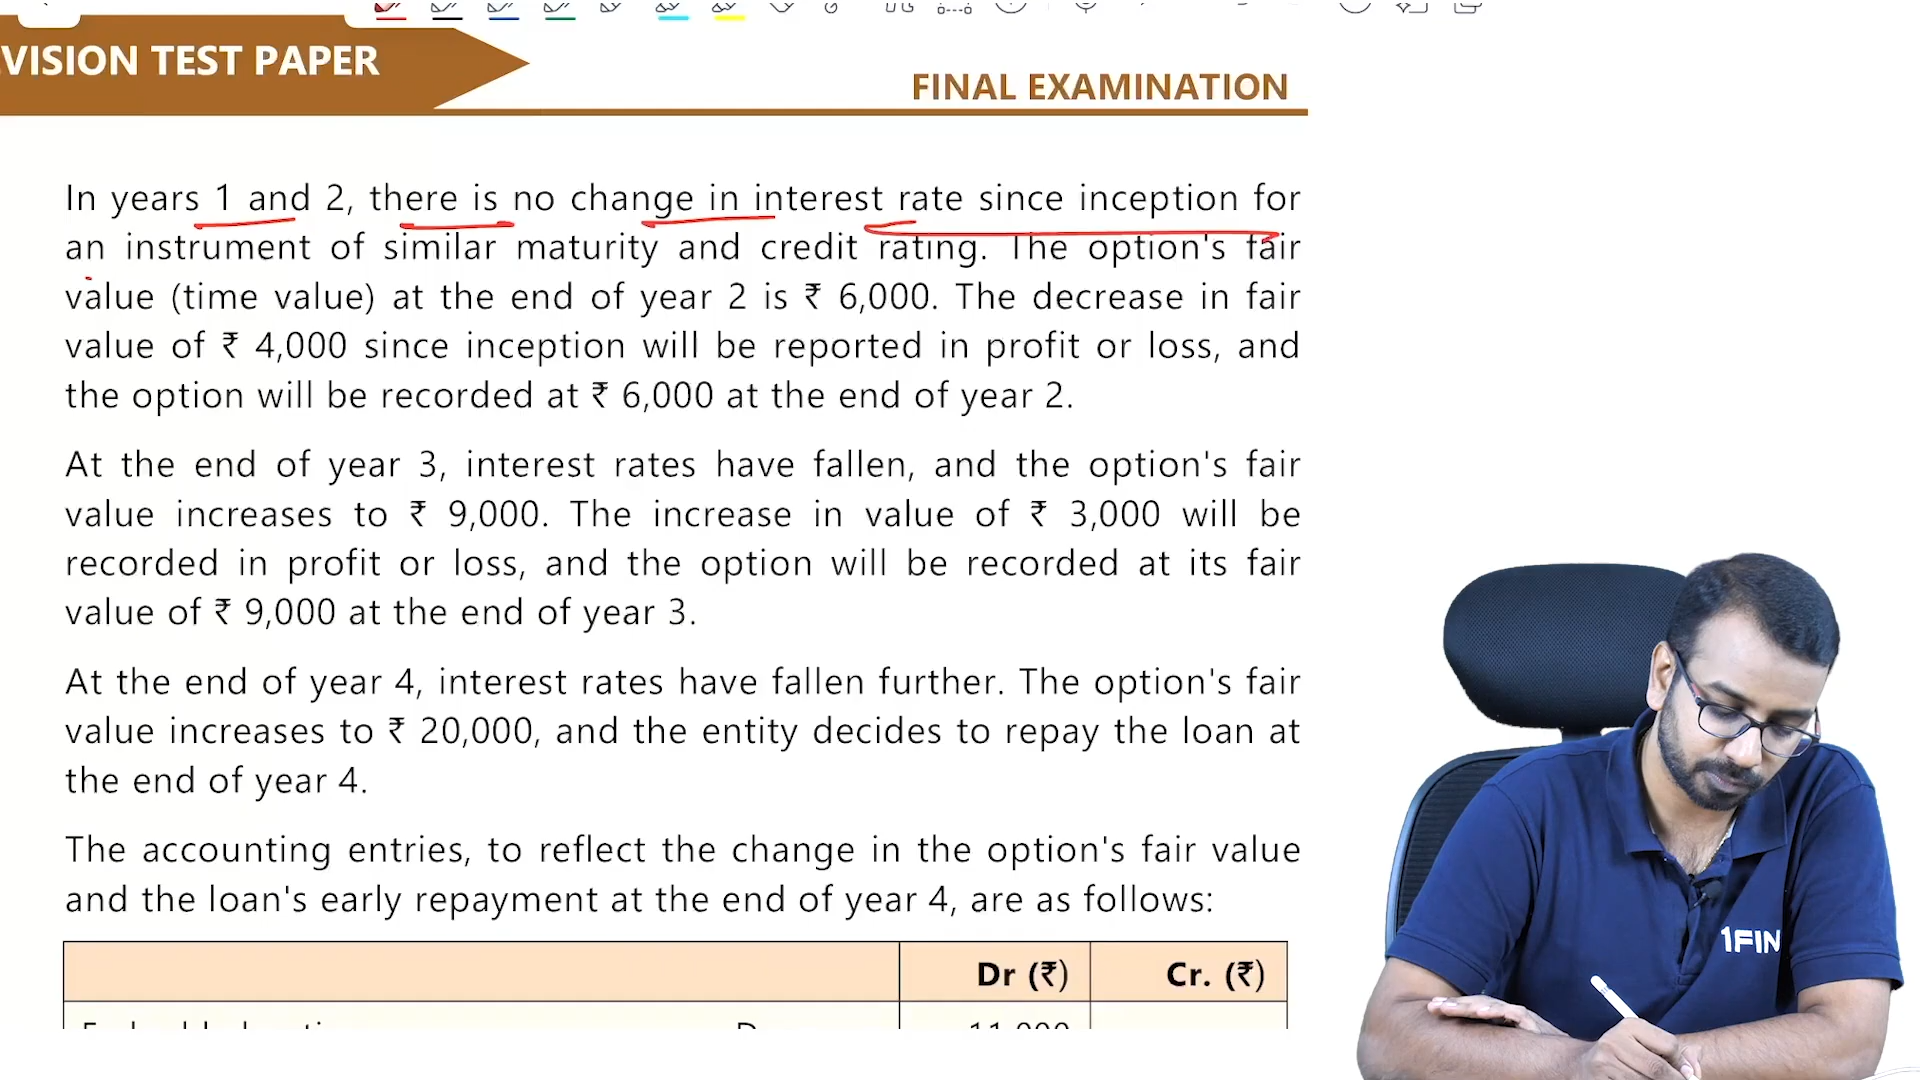 VISION TEST PAPER
FINAL EXAMINATION
In years 1 and 2, there is no change in interest rate since inception for
an instrument of similar maturity and credit rating. The option's fair
value (time value) at the end of year 2 is ₹ 6,000. The decrease in fair
value of ₹ 4,000 since inception will be reported in profit or loss, and
the option will be recorded at ₹ 6,000 at the end of year 2.
At the end of year 3, interest rates have fallen, and the option's fair
value increases to ₹ 9,000. The increase in value of ₹ 3,000 will be
recorded in profit or loss, and the option will be recorded at its fair
value of ₹ 9,000 at the end of year 3.
At the end of year 4, interest rates have fallen further. The option's fair
value increases to ₹ 20,000, and the entity decides to repay the loan at
the end of year 4.
The accounting entries, to reflect the change in the option's fair value
and the loan's early repayment at the end of year 4, are as follows:
Dr (₹) Cr. (₹)
11,000
1FIN